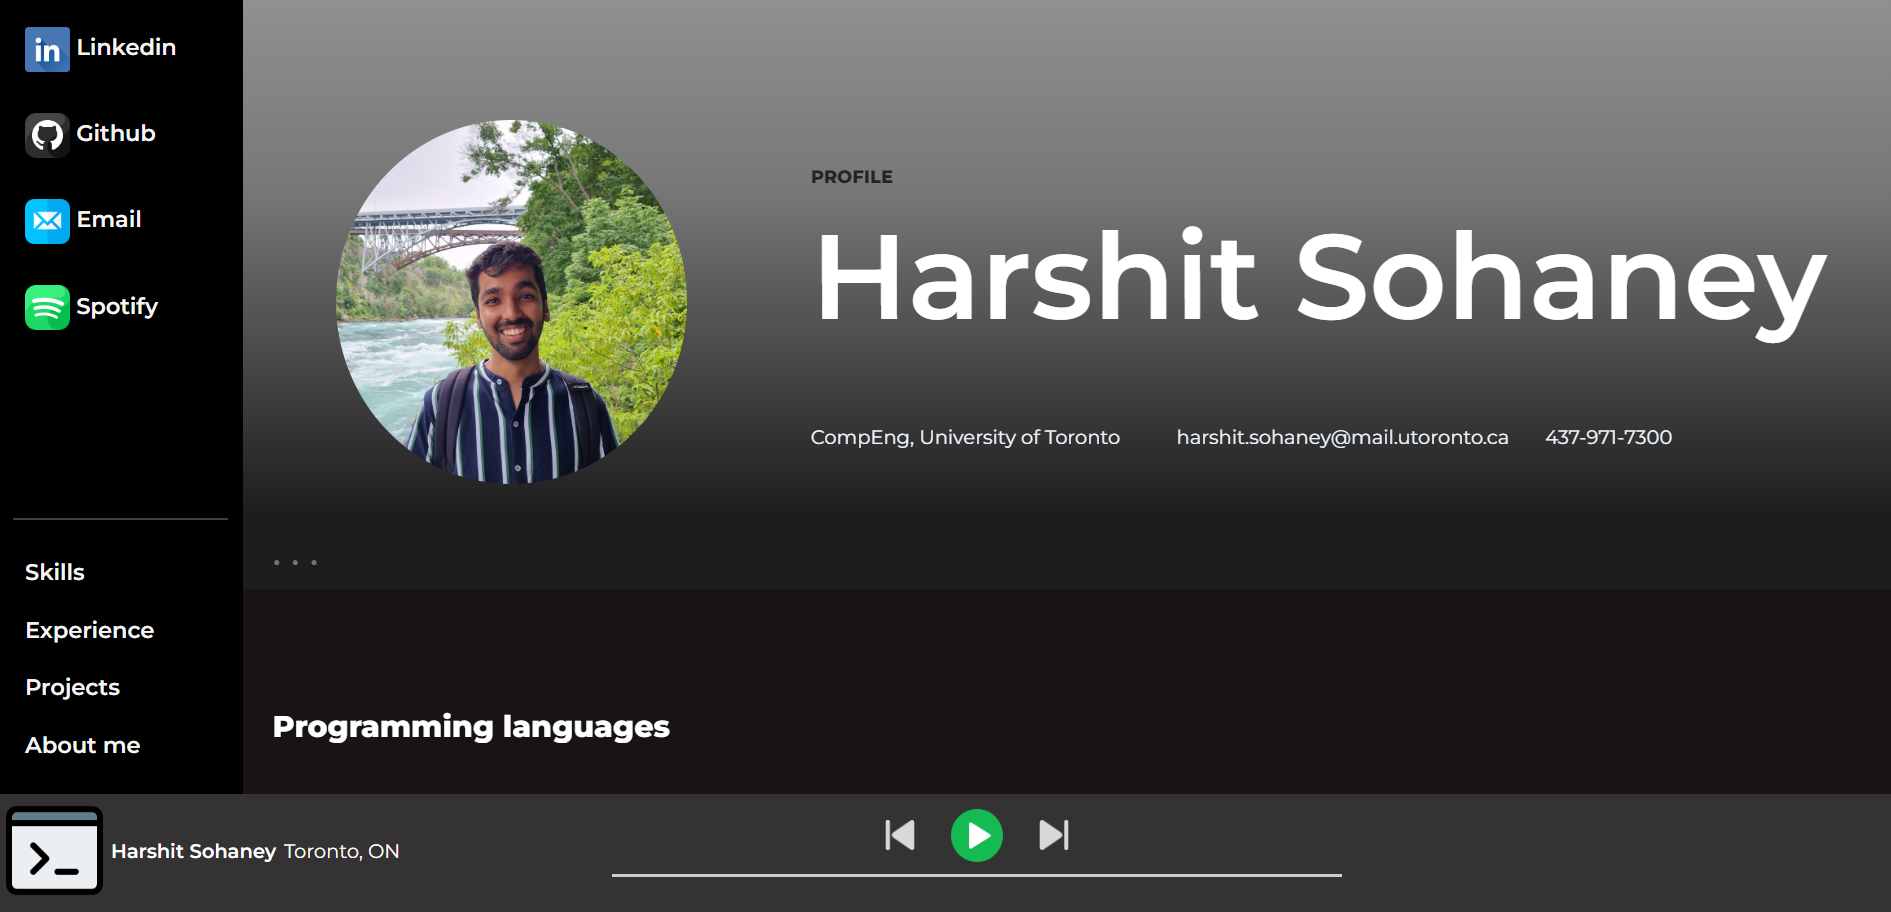 in Linkedin
Github
Email
Spotify
Skills
Experience
Projects
About me
PROFILE
Harshit Sohaney
CompEng, University of Toronto harshit.sohaney@mail.utoronto.ca 437-971-7300
...
Programming languages
Harshit Sohaney Toronto, ON